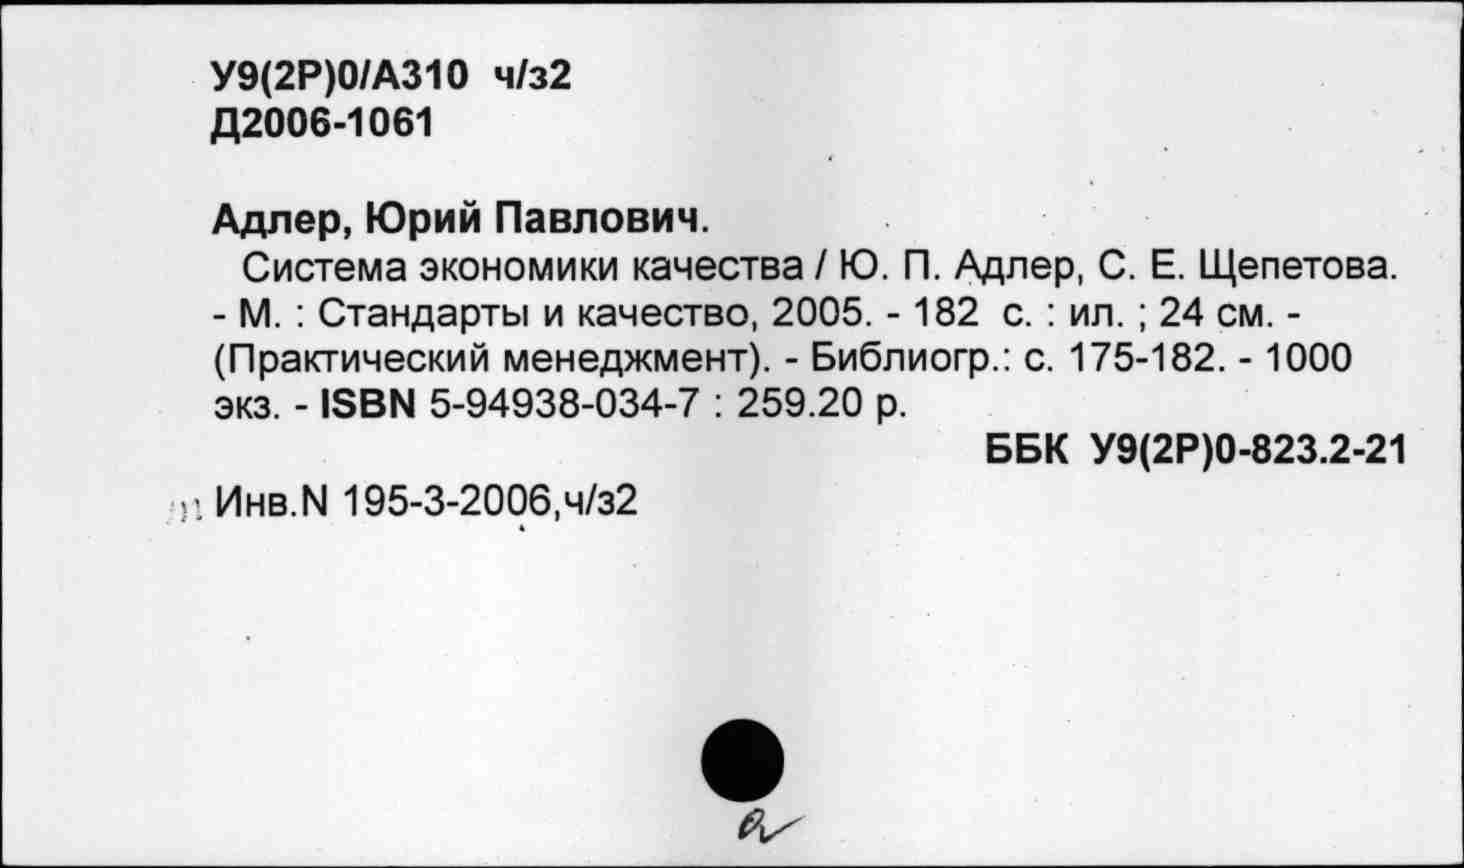 У9(2Р)0/А310 ч/з2
Д2006-1061
Адлер, Юрий Павлович.
Система экономики качества / Ю. П. Адлер, С. Е. Щепетова.
- М. : Стандарты и качество, 2005. - 182 с. : ил. ; 24 см. -
(Практический менеджмент). - Библиогр.: с. 175-182. - 1000
экз. - ISBN 5-94938-034-7 : 259.20 р.
ББК У9(2Р)0-823.2-21
Инв.N 195-3-2006,ч/з2